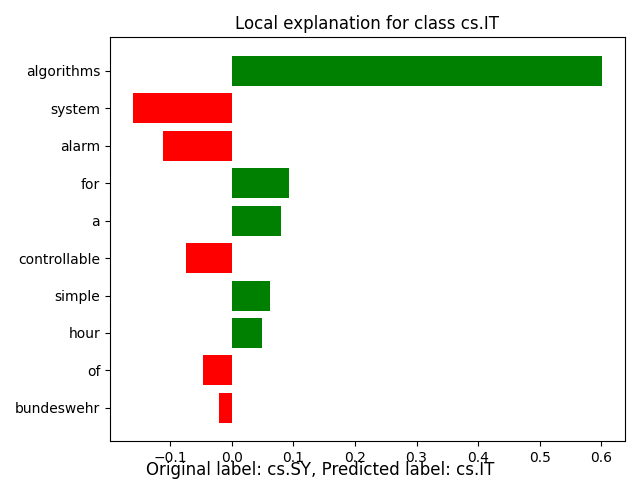 Local explanation for class cs.IT
algorithms
system
alarm
for
a
controllable
simple
hour
of
bundeswehr
−0.1 0.0 0.1 0.2 0.3 0.4 0.5 0.6
Original label: cs.SY, Predicted label: cs.IT